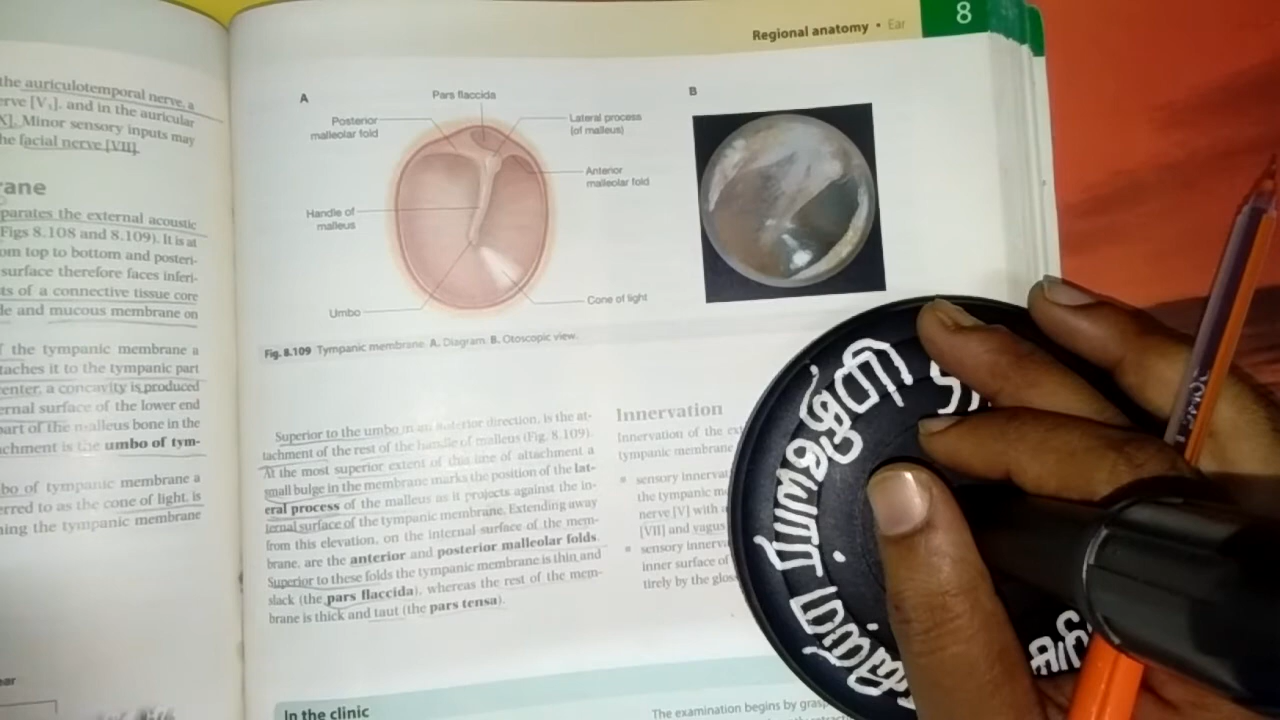 8
Regional anatomy • Ear
the auriculotemporal nerve, a
and in the auricular
Minor sensory inputs may
he facial nerve [VII].
rane
parates the external acoustic
Figs 8.108 and 8.109). It is at
om top to bottom and posteri-
surface therefore faces inferi-
ts of a connective tissue core
le and mucous membrane on
f the tympanic membrane a
taches it to the tympanic part
enter, a concavity is produced
ernal surface of the lower end
part of the malleus bone in the
achment is the umbo of tym-
bo of tympanic membrane a
erred to as the cone of light, is
ning the tympanic membrane
A
Pars flaccida
Posterior
malleolar fold
Lateral process
(of malleus)
Anterior
malleolar fold
Handle of
malleus
Umbo
Cone of light
B
Fig. 8.109 Tympanic membrane. A. Diagram. B. Otoscopic view.
Superior to the umbo in an anterior direction, is the at-
tachment of the rest of the handle of malleus (Fig. 8.109).
At the most superior extent of this line of attachment a
small bulge in the membrane marks the position of the lat-
eral process of the malleus as it projects against the in-
ternal surface of the tympanic membrane. Extending away
from this elevation, on the internal surface of the mem-
brane, are the anterior and posterior malleolar folds.
Superior to these folds the tympanic membrane is thin and
slack (the pars flaccida), whereas the rest of the mem-
brane is thick and taut (the pars tensa).
Innervation
Innervation of the ext
tympanic membrane
sensory innervat
the tympanic me
nerve [V] with a
[VII] and vagus
sensory innerva
inner surface of
tirely by the glos
In the clinic
The examination begins by grasp